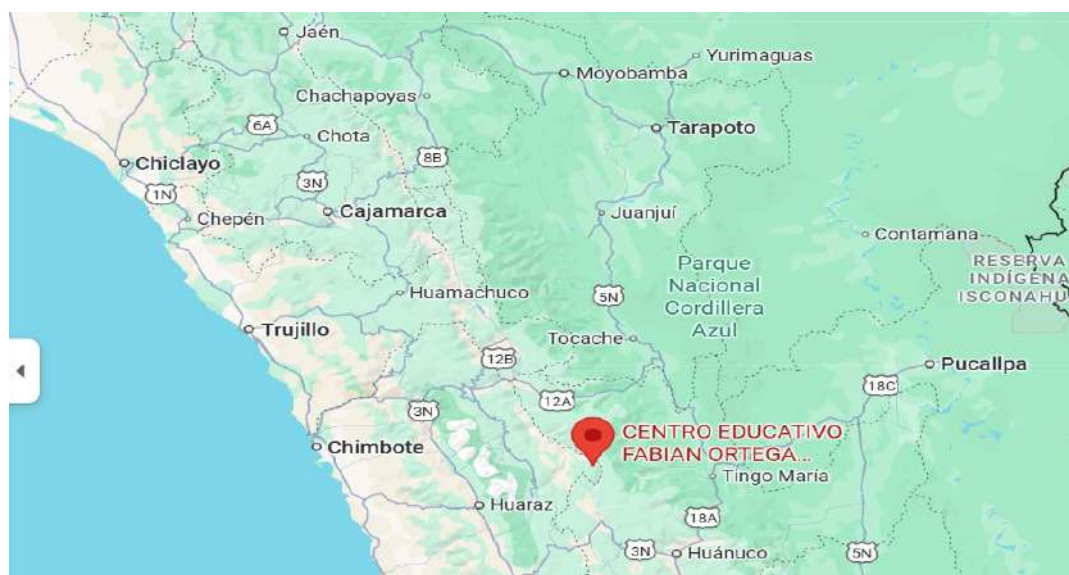 Jaén
Yurimaguas
Moyobamba
Chachapoyas
6A
Chota
Tarapoto
8B
Chiclayo
3N
1N
Chepén
Cajamarca
Juanjuí
Contamana
RESERVA
INDÍGENA
ISCONAHU
Parque
Nacional
Cordillera
Azul
Huamachuco
5N
Trujillo
Tocache
12B
Pucallpa
18C
12A
3N
CENTRO EDUCATIVO
FABIAN ORTEGA...
Chimbote
Tingo María
Huaraz
18A
3N
Huánuco
5N